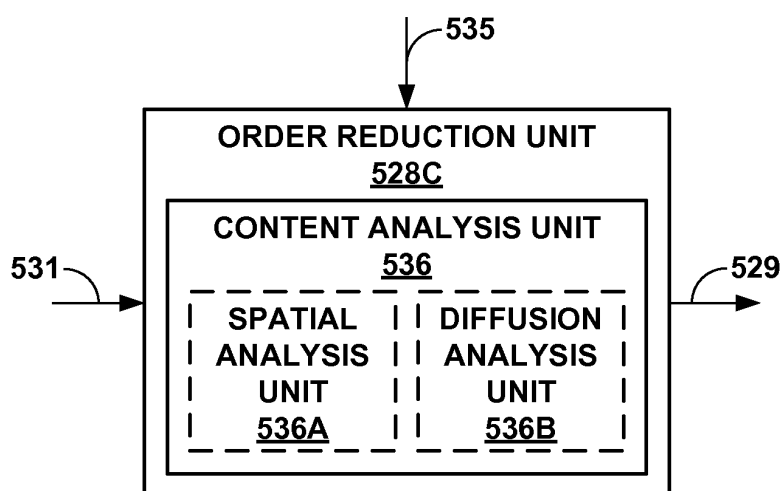 535
ORDER REDUCTION UNIT
528C
CONTENT ANALYSIS UNIT
536
531
529
SPATIAL
ANALYSIS
UNIT
536A
DIFFUSION
ANALYSIS
UNIT
536B